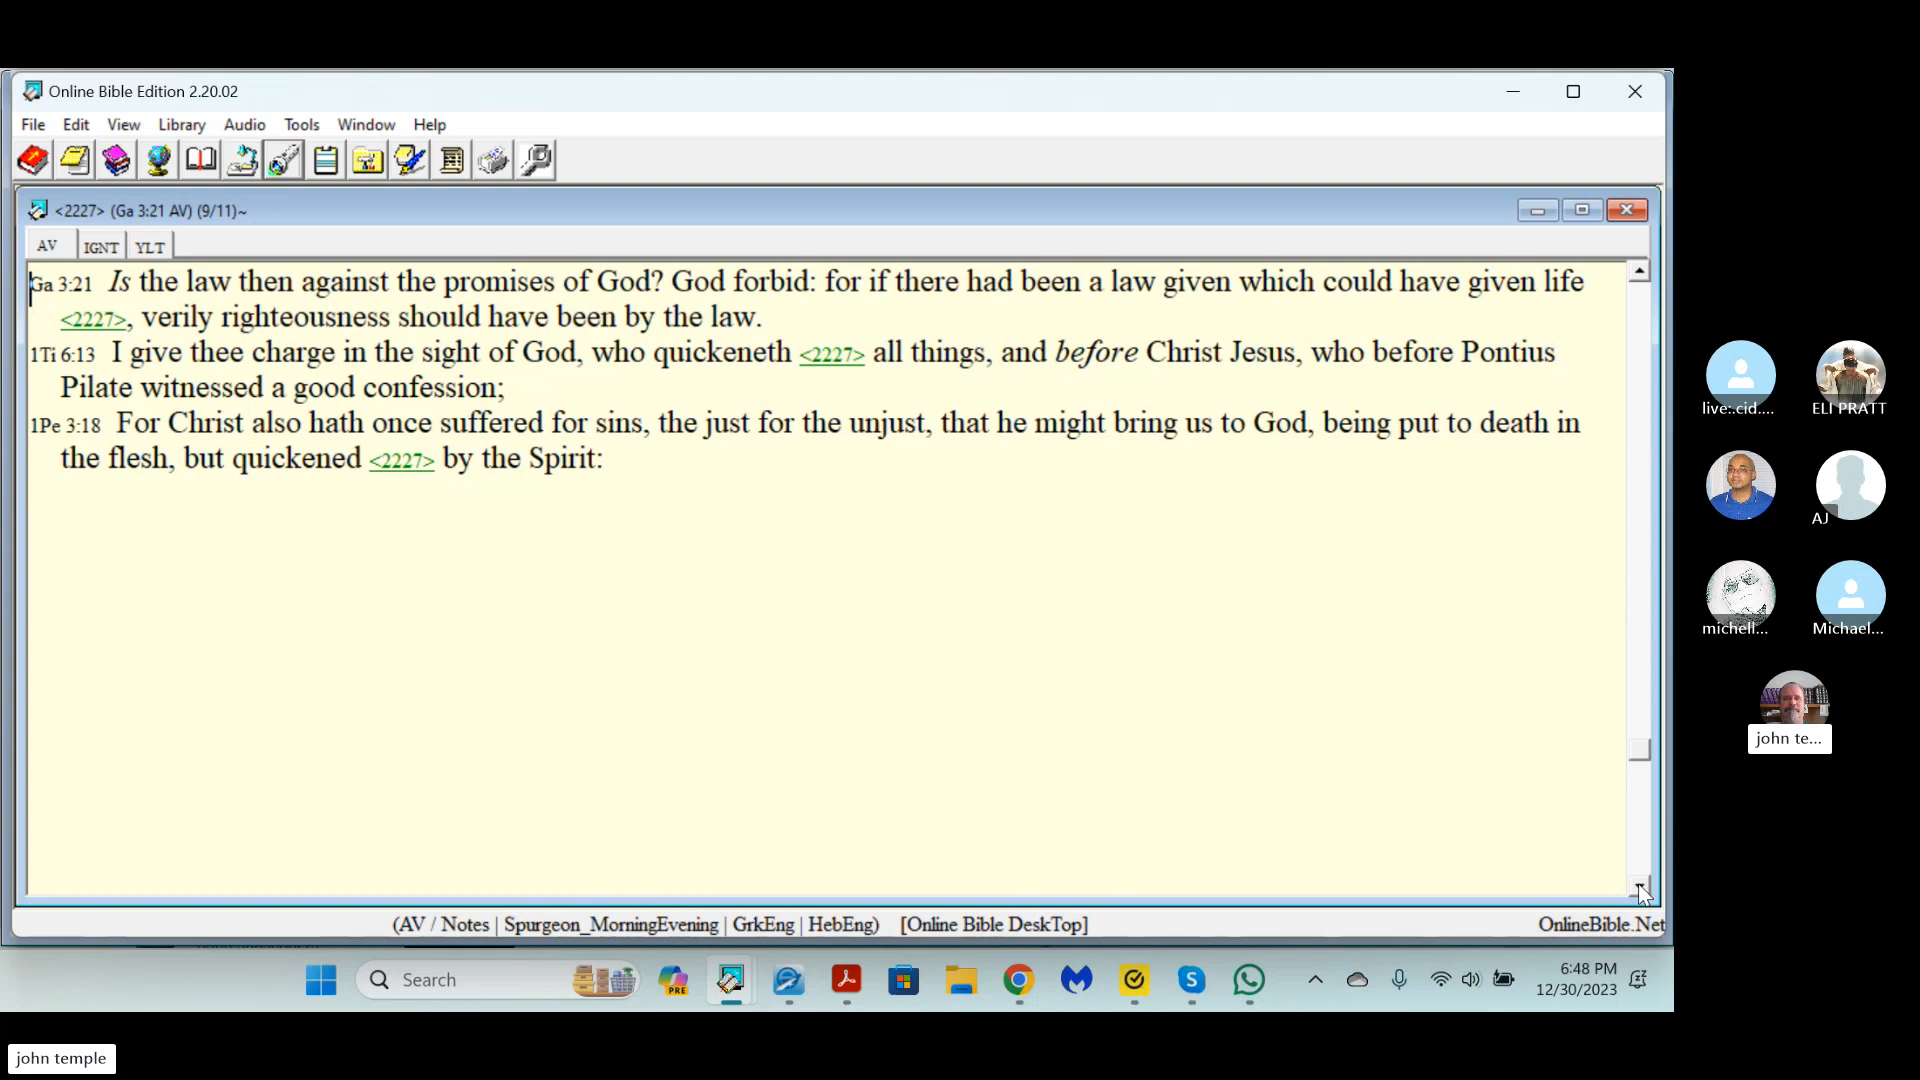 Online Bible Edition 2.20.02
File Edit View Library Audio Tools Window Help
<2227> (Ga 3:21 AV) (9/11)~
AV IGNT YLT
Ga 3:21 Is the law then against the promises of God? God forbid: for if there had been a law given which could have given life
<2227>, verily righteousness should have been by the law.
1Ti 6:13 I give thee charge in the sight of God, who quickeneth <2227> all things, and before Christ Jesus, who before Pontius
Pilate witnessed a good confession;
1Pe 3:18 For Christ also hath once suffered for sins, the just for the unjust, that he might bring us to God, being put to death in
the flesh, but quickened <2227> by the Spirit:
(AV / Notes | Spurgeon_MorningEvening | GrkEng | HebEng) [Online Bible DeskTop]
OnlineBible.Net
Search
PRE
6:48 PM
12/30/2023
live:.cid....
ELI PRATT
AJ
michell...
Michael...
john te...
john temple